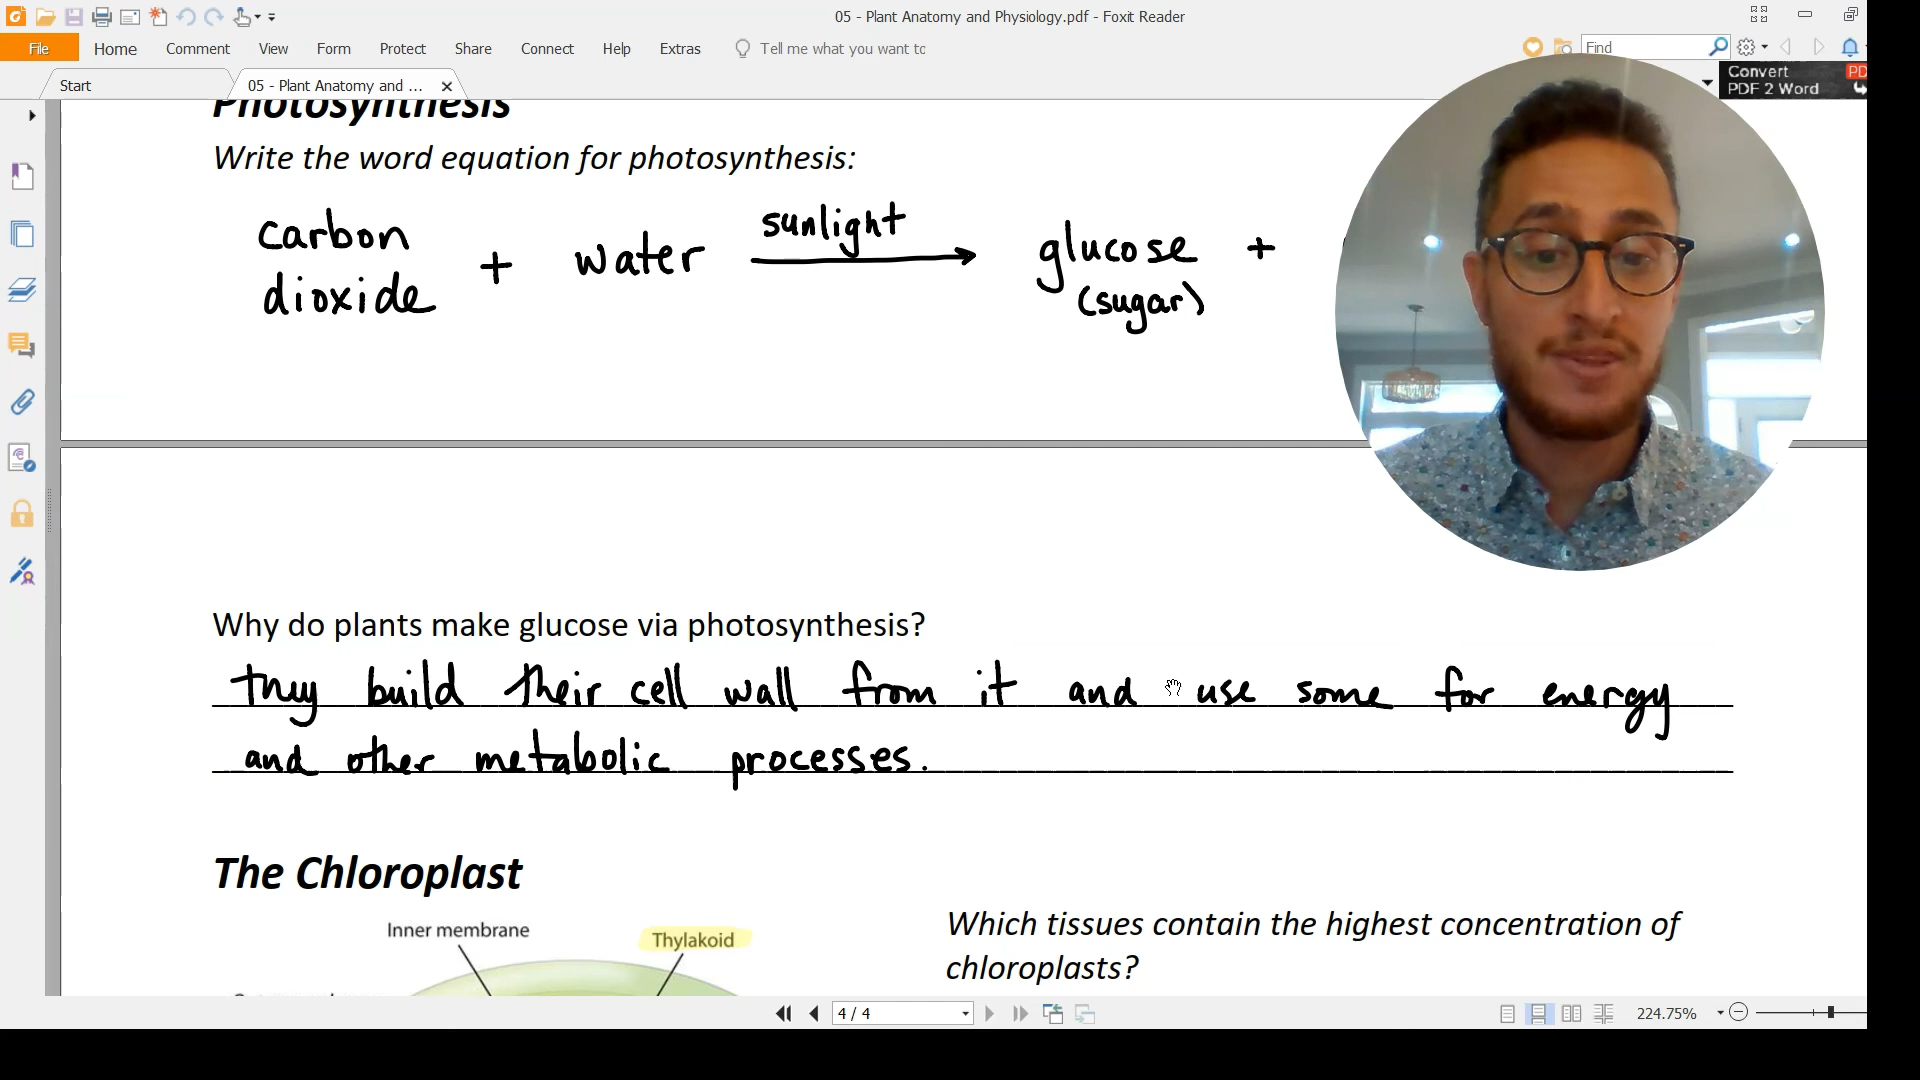 05 - Plant Anatomy and Physiology.pdf - Foxit Reader
File Home Comment View Form Protect Share Connect Help Extras Tell me what you want to
Find
Start
05 - Plant Anatomy and ...
Convert
PDF 2 Word
PD
Photosynthesis
Write the word equation for photosynthesis:
carbon
dioxide
+ water
sunlight
glucose +
(sugar)
Why do plants make glucose via photosynthesis?
they build their cell wall from it and use some for energy
and other metabolic processes.
The Chloroplast
Inner membrane
Thylakoid
Which tissues contain the highest concentration of
chloroplasts?
4 / 4
224.75%